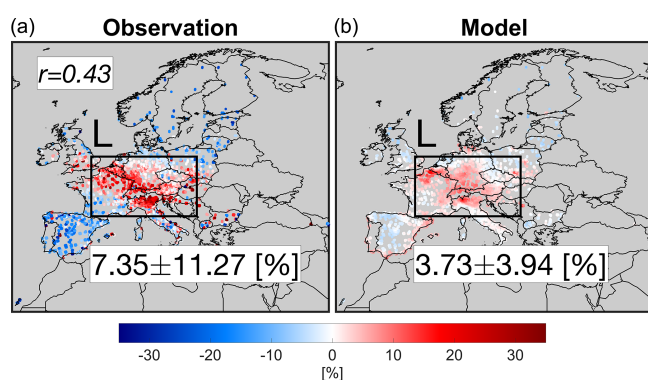 (a) Observation
(b) Model
r=0.43
L
L
7.35±11.27 [%]
3.73±3.94 [%]
-30 -20 -10 0 10 20 30
[%]